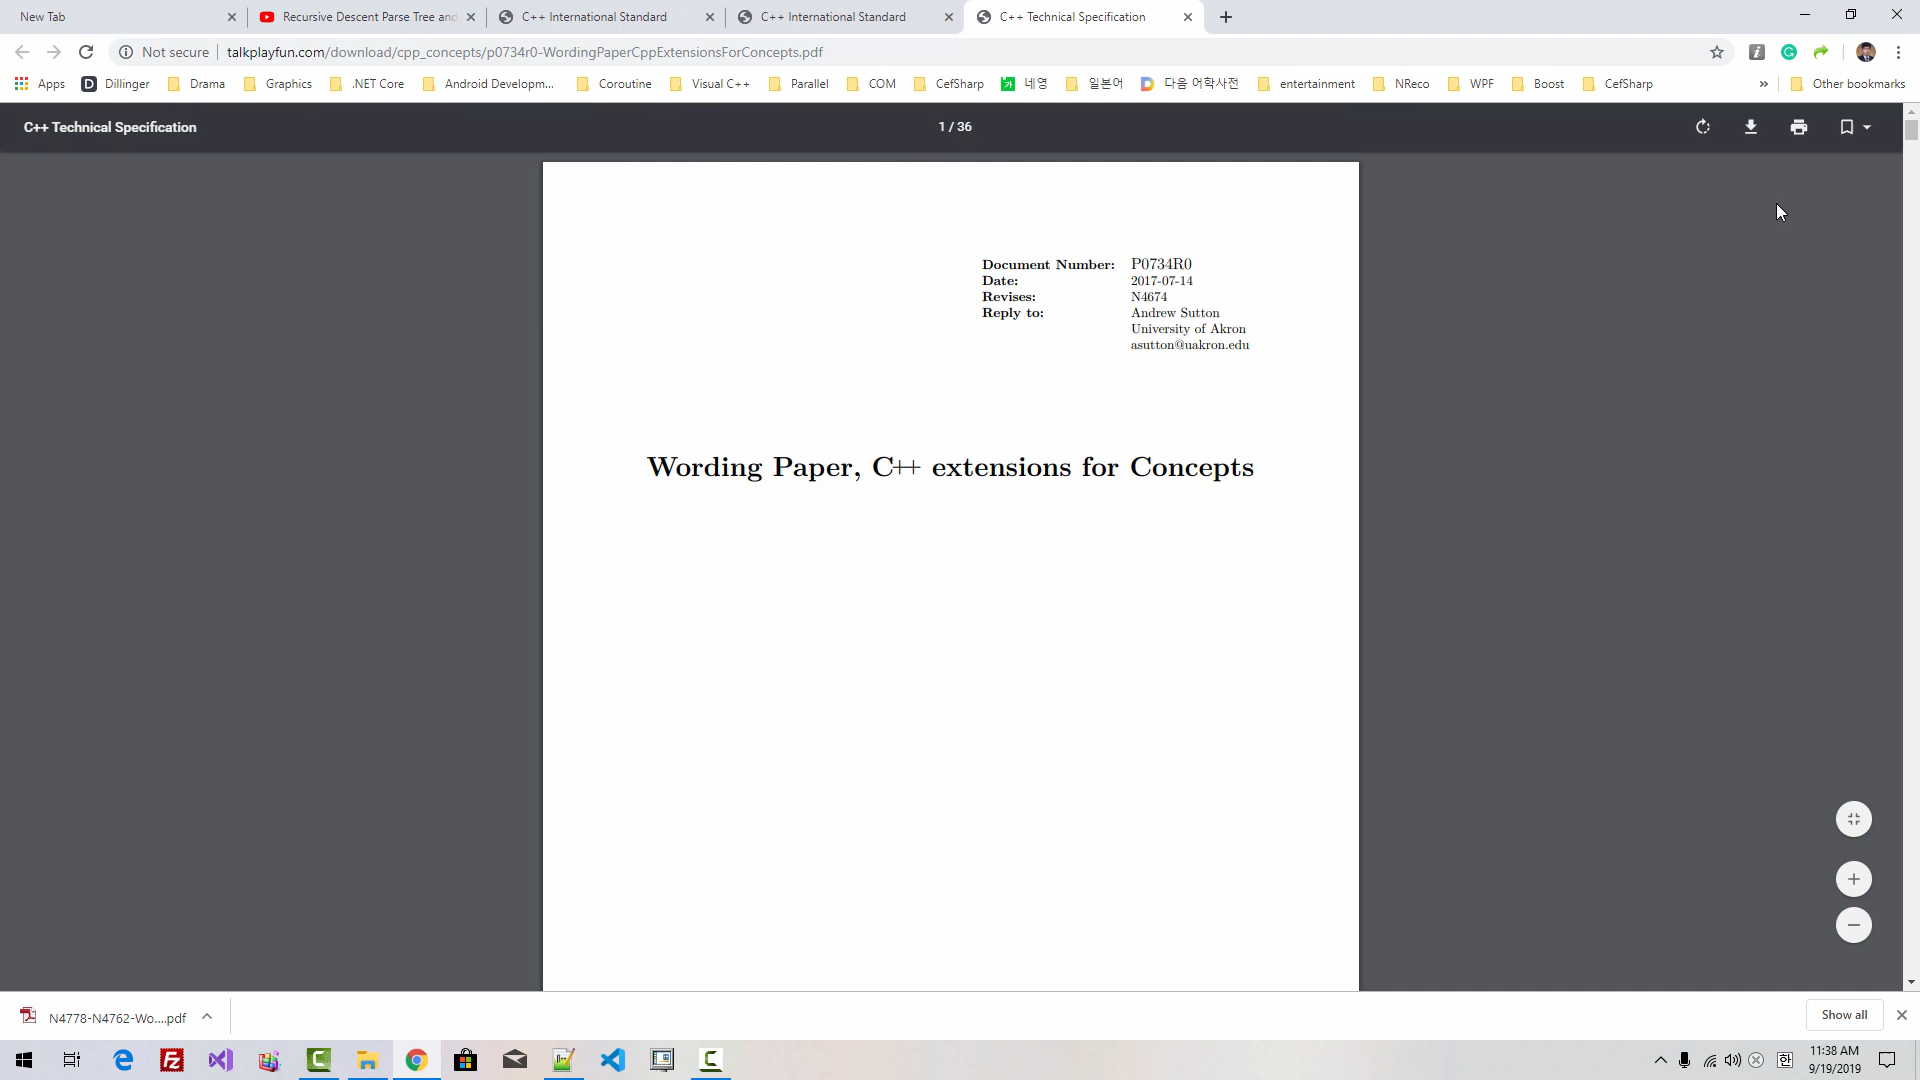 New Tab
Recursive Descent Parse Tree and
C++ International Standard
C++ International Standard
C++ Technical Specification
Not secure
talkplayfun.com/download/cpp_concepts/p0734r0-WordingPaperCppExtensionsForConcepts.pdf
Apps
Dillinger
Drama
Graphics
.NET Core
Android Developm...
Coroutine
Visual C++
Parallel
COM
CefSharp
네영
일본어
다음 어학사전
entertainment
NReco
WPF
Boost
CefSharp
»
Other bookmarks
C++ Technical Specification
1 / 36
Document Number: P0734R0
Date: 2017-07-14
Revises: N4674
Reply to: Andrew Sutton
University of Akron
asutton@uakron.edu
Wording Paper, C++ extensions for Concepts
N4778-N4762-Wo....pdf
Show all
한
11:38 AM
9/19/2019